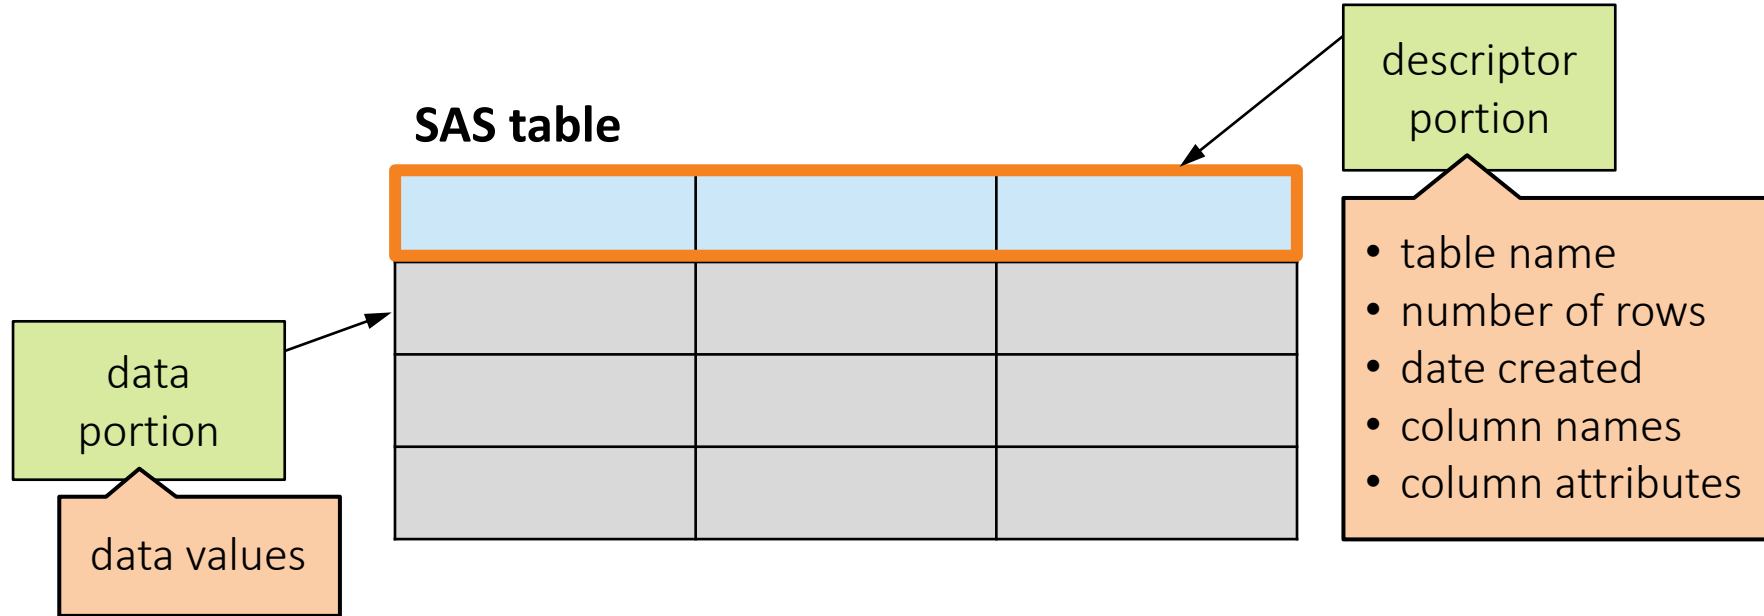 SAS table
descriptor
portion
• table name
• number of rows
• date created
• column names
• column attributes
data
portion
data values